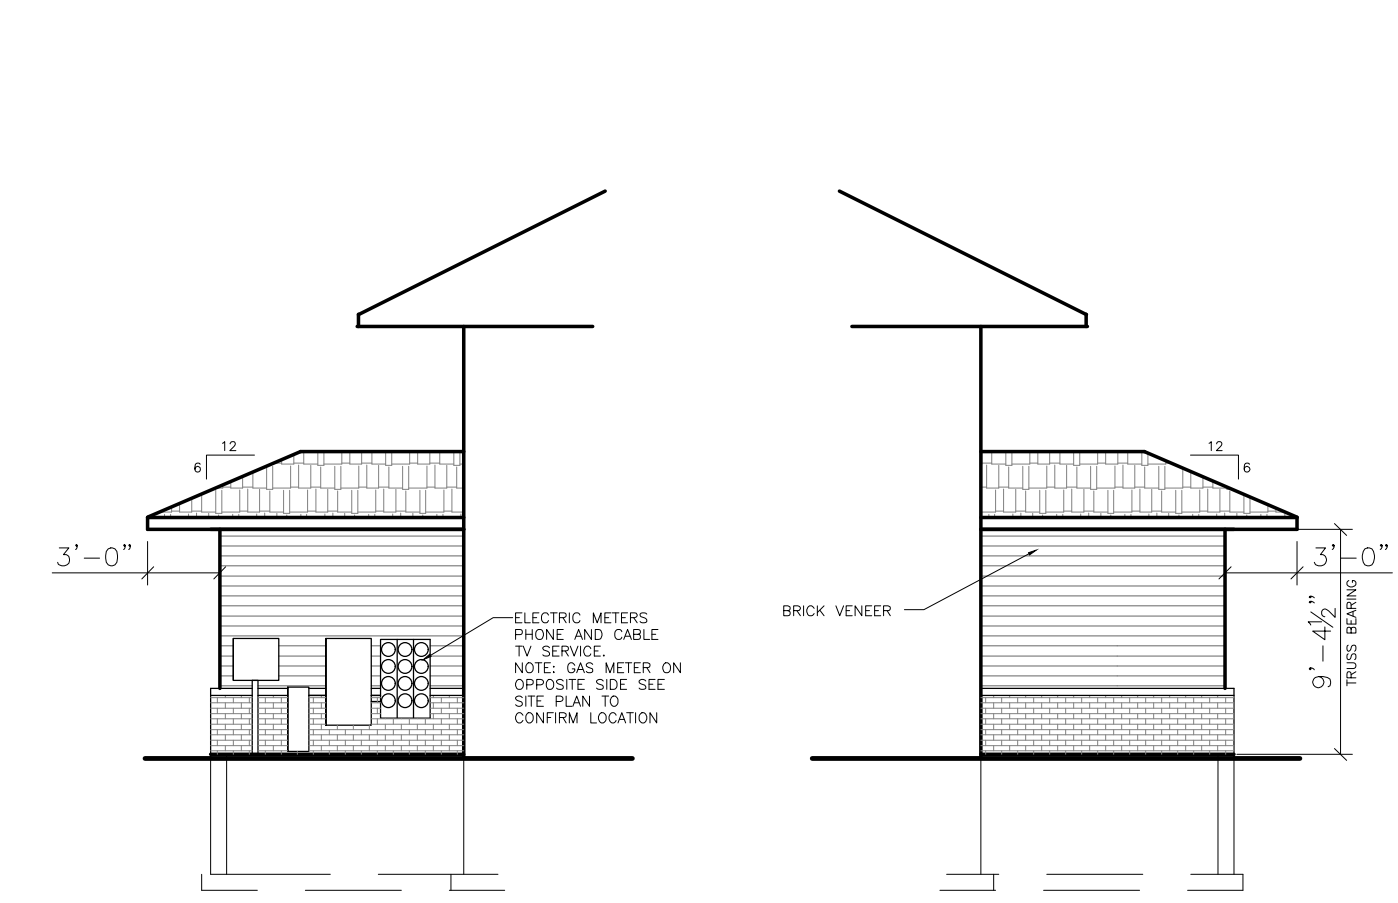 12
6
3'-0"
ELECTRIC METERS
PHONE AND CABLE
TV SERVICE.
NOTE: GAS METER ON
OPPOSITE SIDE SEE
SITE PLAN TO
CONFIRM LOCATION
12
6
BRICK VENEER
3'-0"
9'-4½"
TRUSS BEARING